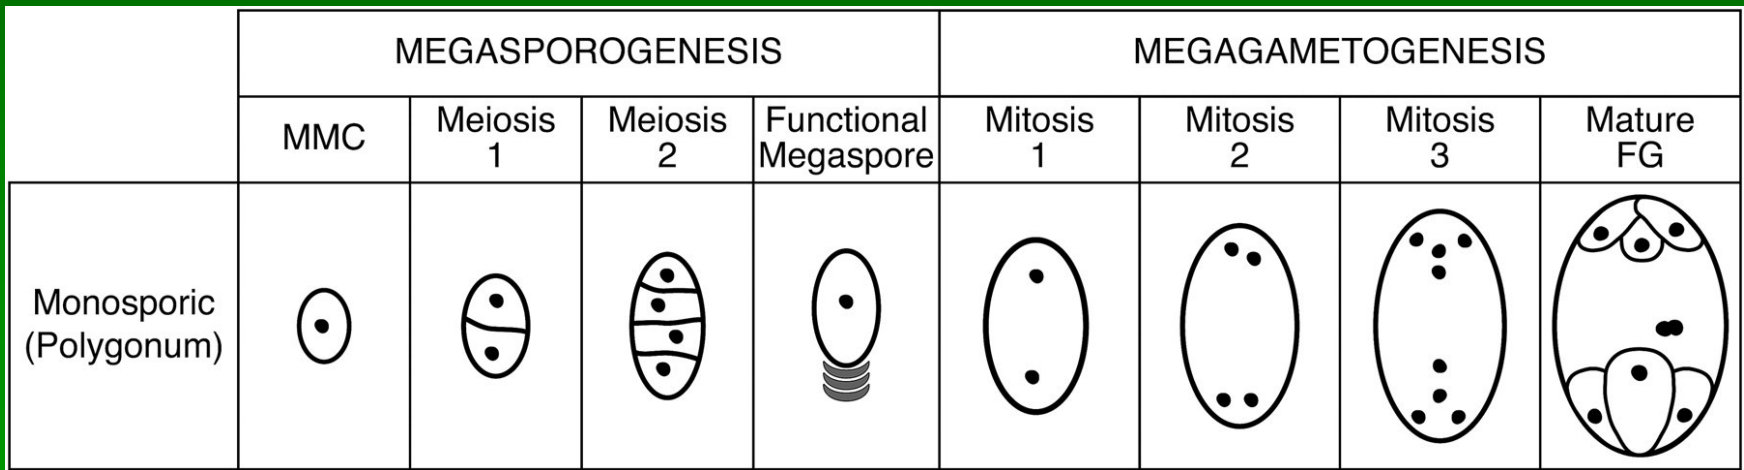 MEGASPOROGENESIS
MEGAGAMETOGENESIS
MMC
Meiosis
1
Meiosis
2
Functional
Megaspore
Mitosis
1
Mitosis
2
Mitosis
3
Mature
FG
Monosporic
(Polygonum)